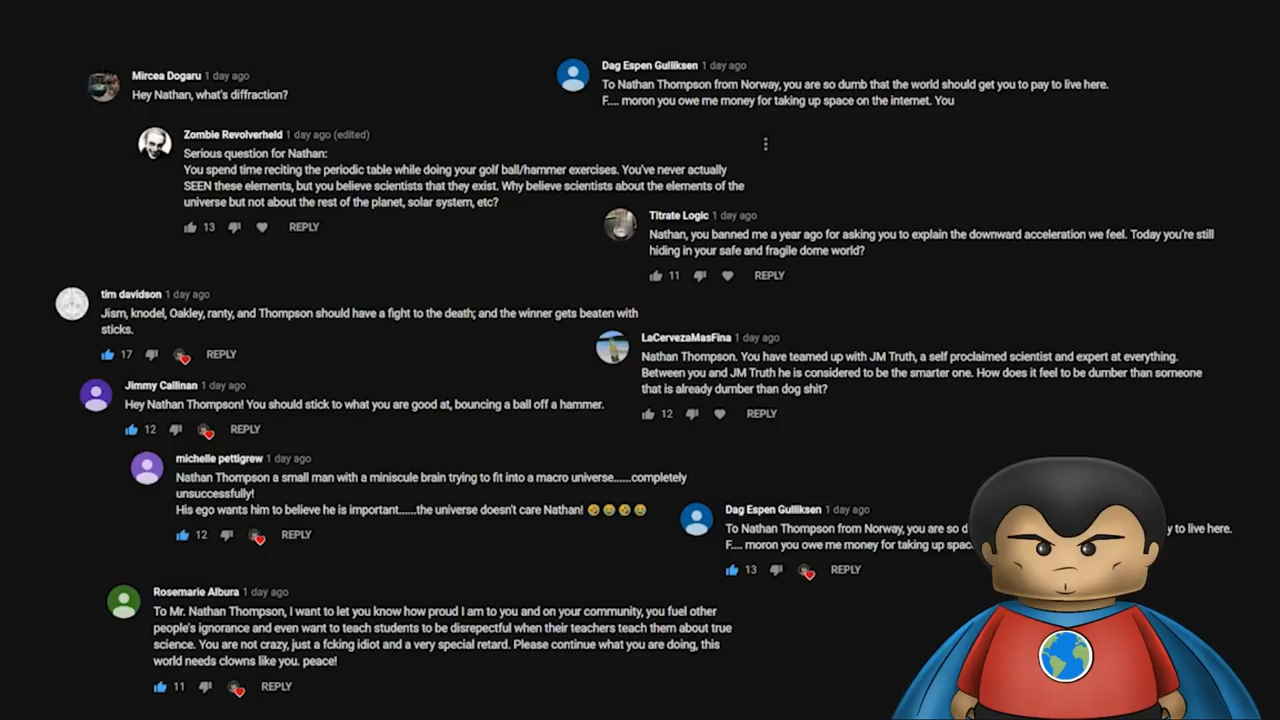 Mircea Dogaru 1 day ago
Hey Nathan, what's diffraction?
Dag Espen Gulliksen 1 day ago
To Nathan Thompson from Norway, you are so dumb that the world should get you to pay to live here.
F.... moron you owe me money for taking up space on the internet. You
Zombie Revolverheld 1 day ago (edited)
Serious question for Nathan:
You spend time reciting the periodic table while doing your golf ball/hammer exercises. You've never actually
SEEN these elements, but you believe scientists that they exist. Why believe scientists about the elements of the
universe but not about the rest of the planet, solar system, etc?
13 REPLY
Titrate Logic 1 day ago
Nathan, you banned me a year ago for asking you to explain the downward acceleration we feel. Today you're still
hiding in your safe and fragile dome world?
11 REPLY
tim davidson 1 day ago
Jism, knodel, Oakley, ranty, and Thompson should have a fight to the death; and the winner gets beaten with
sticks.
17 REPLY
LaCervezaMasFina 1 day ago
Nathan Thompson. You have teamed up with JM Truth, a self proclaimed scientist and expert at everything.
Between you and JM Truth he is considered to be the smarter one. How does it feel to be dumber than someone
that is already dumber than dog shit?
12 REPLY
Jimmy Callinan 1 day ago
Hey Nathan Thompson! You should stick to what you are good at, bouncing a ball off a hammer.
12 REPLY
michelle pettigrew 1 day ago
Nathan Thompson a small man with a miniscule brain trying to fit into a macro universe......completely
unsuccessfully!
His ego wants him to believe he is important......the universe doesn't care Nathan! 🤣😂🤣😂
12 REPLY
Dag Espen Gulliksen 1 day ago
To Nathan Thompson from Norway, you are so d y to live here.
F.... moron you owe me money for taking up spac
13 REPLY
Rosemarie Albura 1 day ago
To Mr. Nathan Thompson, I want to let you know how proud I am to you and on your community, you fuel other
people's ignorance and even want to teach students to be disrepectful when their teachers teach them about true
science. You are not crazy, just a fcking idiot and a very special retard. Please continue what you are doing, this
world needs clowns like you. peace!
11 REPLY